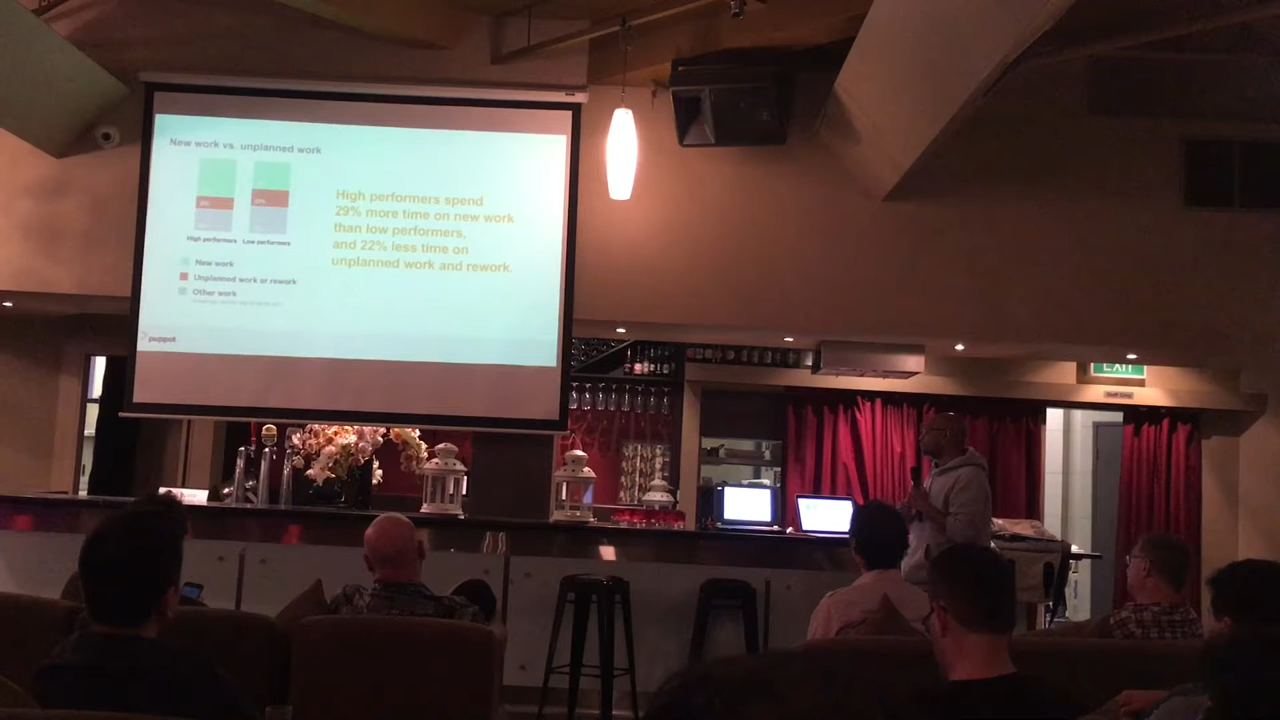 New work vs. unplanned work
High performers spend
29% more time on new work
than low performers,
and 22% less time on
unplanned work and rework.
High performers
Low performers
New work
Unplanned work or rework
Other work
puppet
EXIT